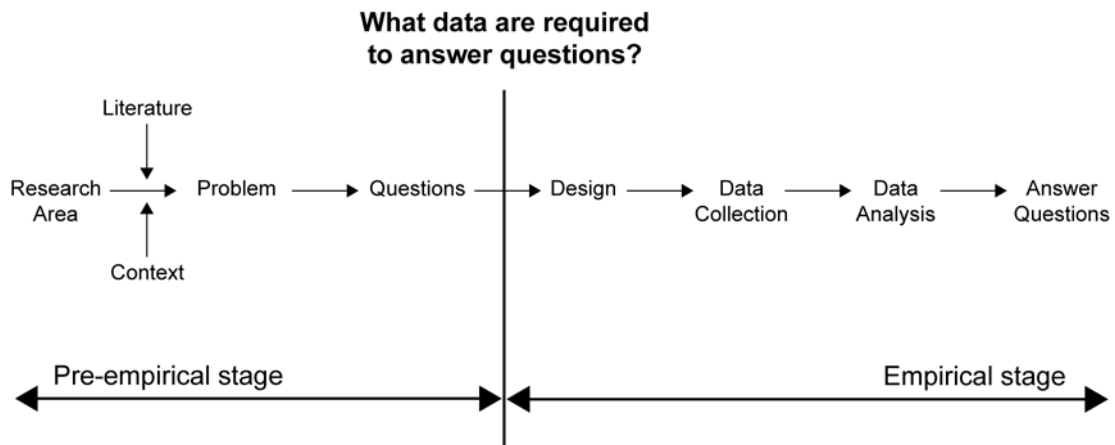 What data are required
to answer questions?
Literature
Research
Area
Problem
Questions
Design
Data
Collection
Data
Analysis
Answer
Questions
Context
Pre-empirical stage
Empirical stage